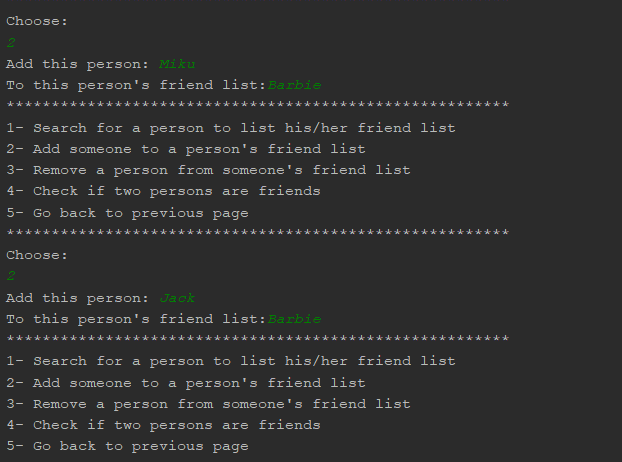 Choose:
2
Add this person: Miku
To this person's friend list:Barbie
********************************************************
1- Search for a person to list his/her friend list
2- Add someone to a person's friend list
3- Remove a person from someone's friend list
4- Check if two persons are friends
5- Go back to previous page
********************************************************
Choose:
2
Add this person: Jack
To this person's friend list:Barbie
********************************************************
1- Search for a person to list his/her friend list
2- Add someone to a person's friend list
3- Remove a person from someone's friend list
4- Check if two persons are friends
5- Go back to previous page